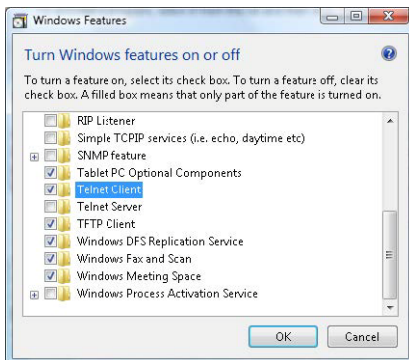 Windows Features
Turn Windows features on or off
To turn a feature on, select its check box. To turn a feature off, clear its
check box. A filled box means that only part of the feature is turned on.
RIP Listener
Simple TCPIP services (i.e. echo, daytime etc)
SNMP feature
Tablet PC Optional Components
Telnet Client
Telnet Server
TFTP Client
Windows DFS Replication Service
Windows Fax and Scan
Windows Meeting Space
Windows Process Activation Service
OK Cancel